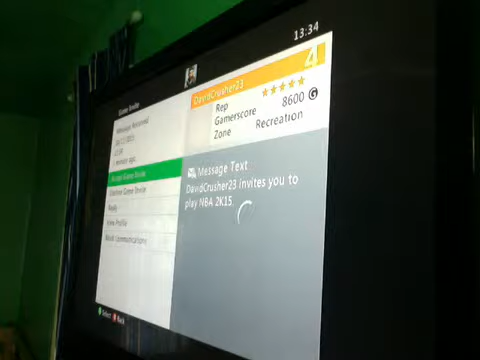 13:34
Game Invite
4
DavidCrusher23
Rep
Gamerscore 8600 G
Zone Recreation
Message Received
Accept Game Invite
Decline Game Invite
Reply
View Profile
Block Communications
Message Text
DavidCrusher23 invites you to
play NBA 2K15.
Select Back